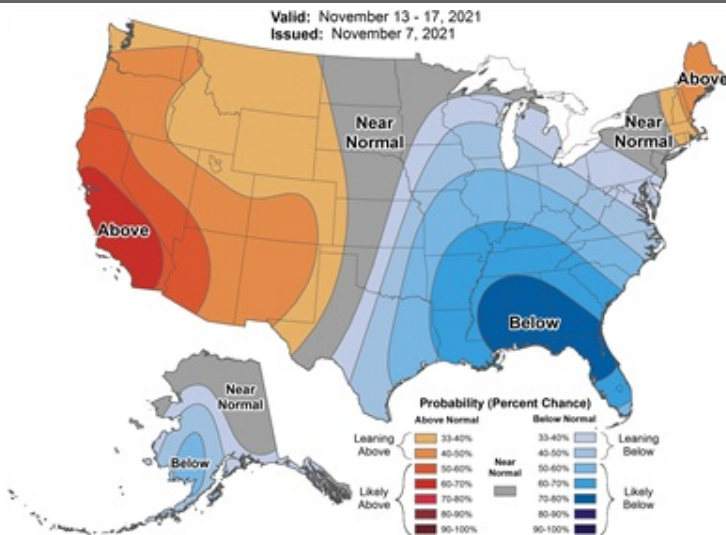 Valid: November 13 - 17, 2021
Issued: November 7, 2021
Above
Near
Normal
Near
Normal
Above
Below
Near
Normal
Below
Probability (Percent Chance)
Above Normal
Below Normal
Leaning
Above
33-40%
40-50%
Likely
Above
50-60%
60-70%
70-80%
80-90%
90-100%
Near
Normal
33-40%
40-50%
Leaning
Below
50-60%
60-70%
70-80%
80-90%
90-100%
Likely
Below